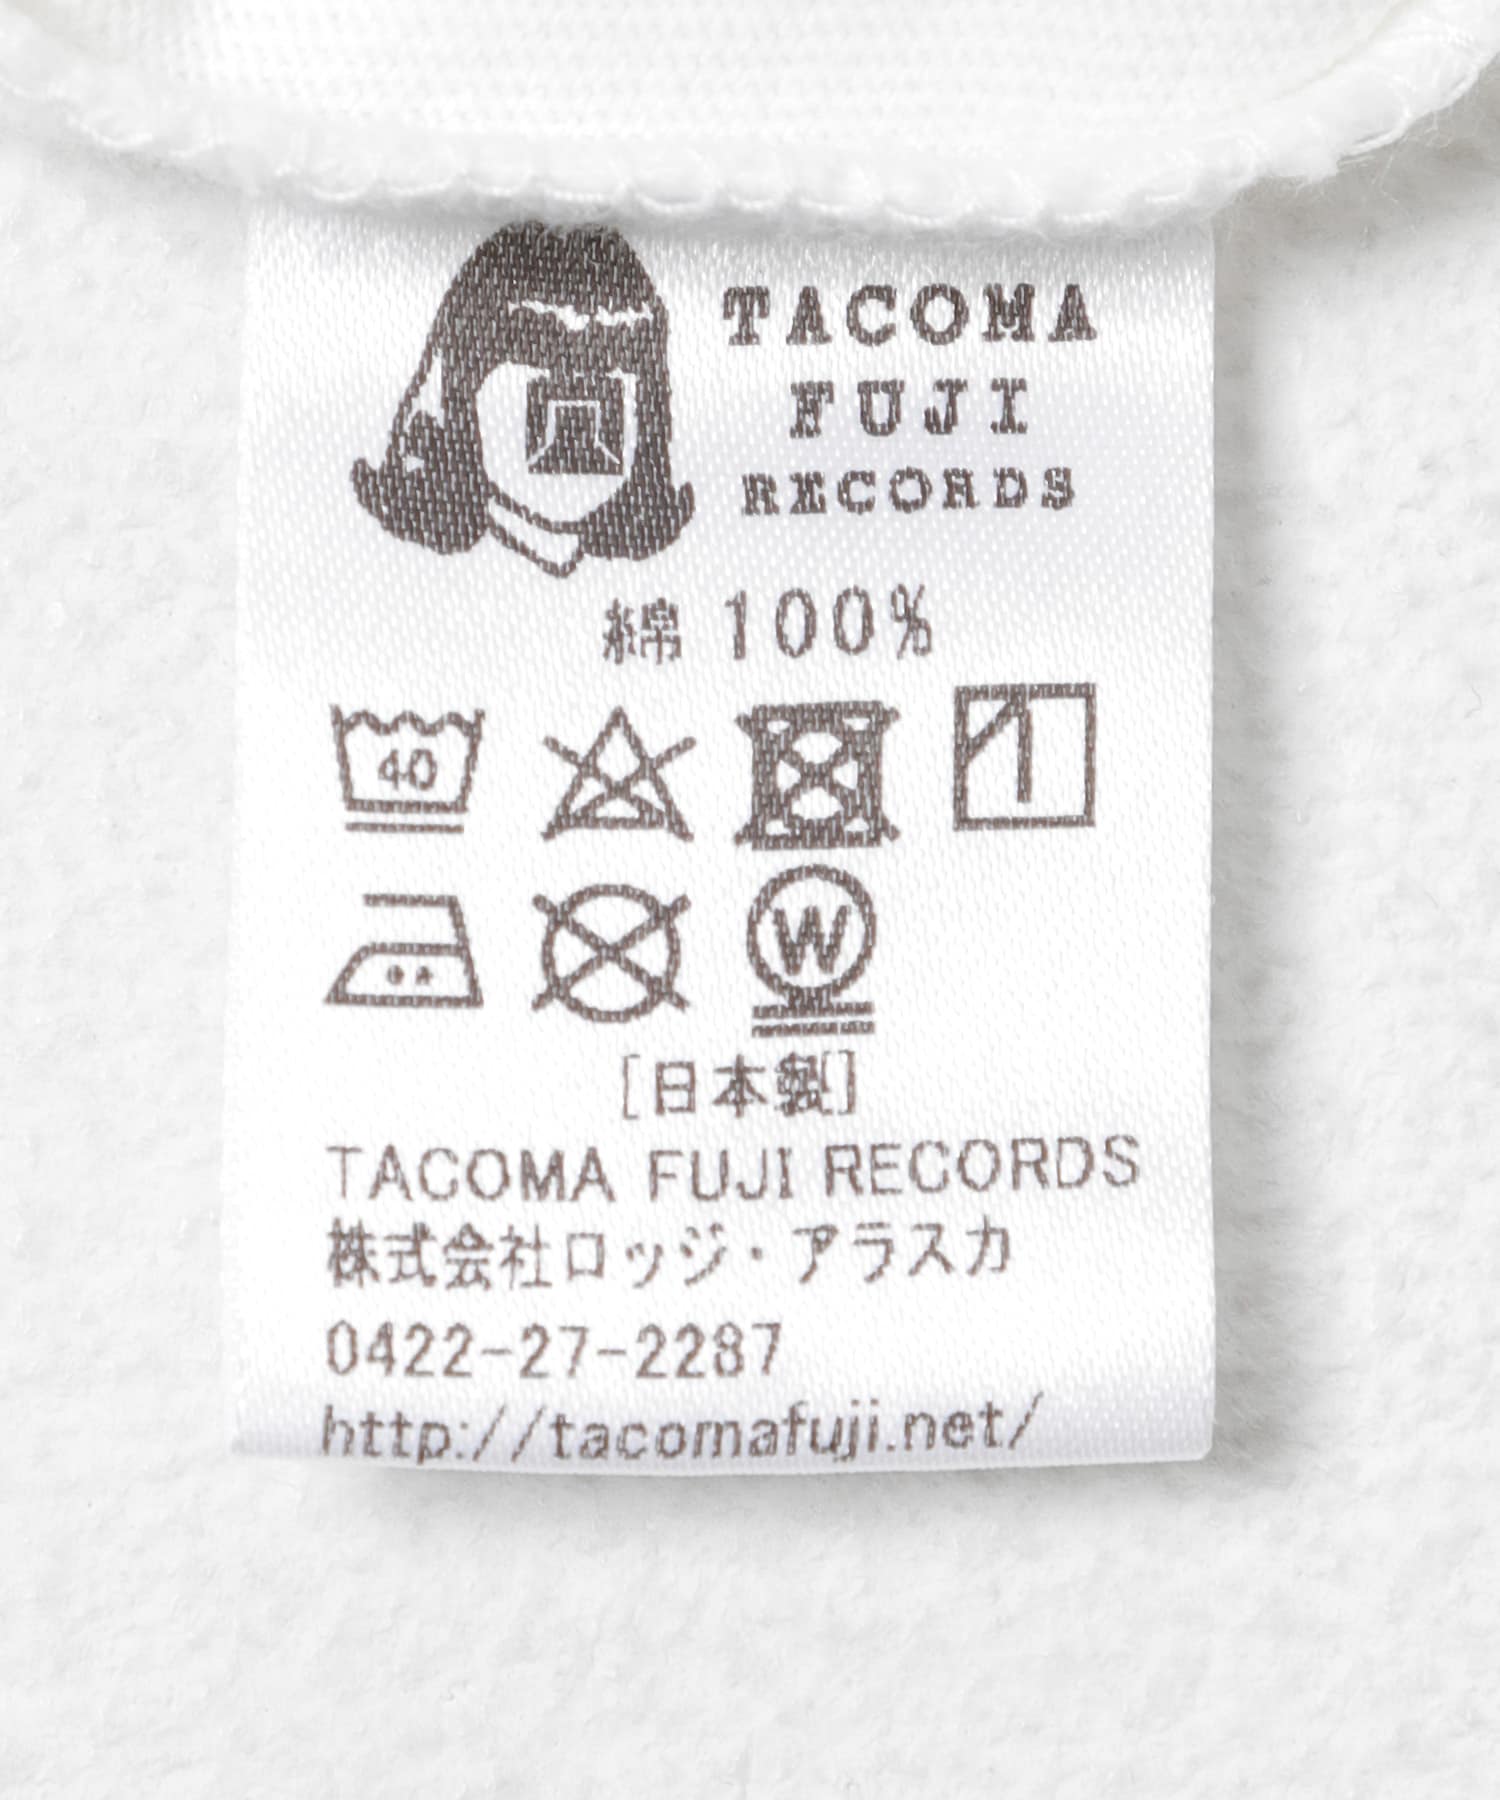 TACOMA
FUJI
RECORDS
綿 100%
40
W
[日本製]
TACOMA FUJI RECORDS
株式会社ロッジ・アラスカ
0422-27-2287
http://tacomafuji.net/